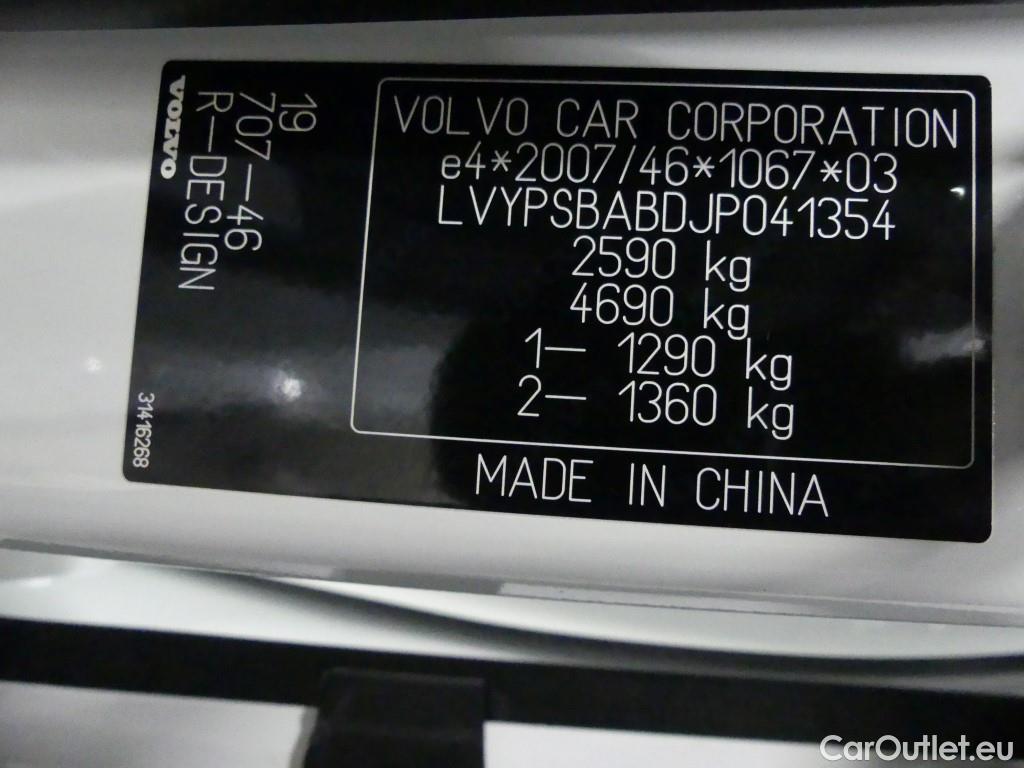 VOLVO
19
707-46
R-DESIGN
31416268
VOLVO CAR CORPORATION
e4*2007/46*1067*03
LVYPSBABDJP041354
2590 kg
4690 kg
1- 1290 kg
2- 1360 kg
MADE IN CHINA
CarOutlet.eu